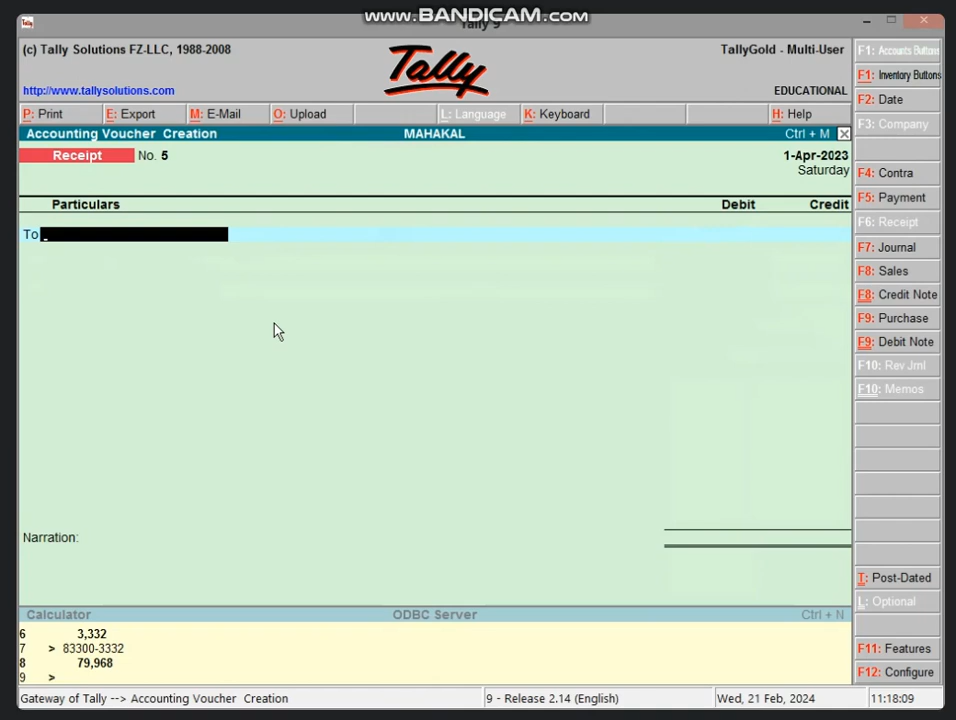 www.BANDICAM.com
Tally 9
(c) Tally Solutions FZ-LLC, 1988-2008
http://www.tallysolutions.com
Tally
TallyGold - Multi-User
EDUCATIONAL
P: Print
E: Export
M: E-Mail
O: Upload
L: Language
K: Keyboard
H: Help
Accounting Voucher Creation
MAHAKAL
Ctrl + M
Receipt
No. 5
1-Apr-2023
Saturday
Particulars
Debit
Credit
To
Narration:
F1: Accounts Buttons
F1: Inventory Buttons
F2: Date
F3: Company
F4: Contra
F5: Payment
F6: Receipt
F7: Journal
F8: Sales
F8: Credit Note
F9: Purchase
F9: Debit Note
F10: Rev Jrnl
F10: Memos
T: Post-Dated
L: Optional
F11: Features
F12: Configure
Calculator
ODBC Server
Ctrl + N
6 3,332
7 > 83300-3332
8 79,968
9 >
Gateway of Tally --> Accounting Voucher Creation
9 - Release 2.14 (English)
Wed, 21 Feb, 2024
11:18:09